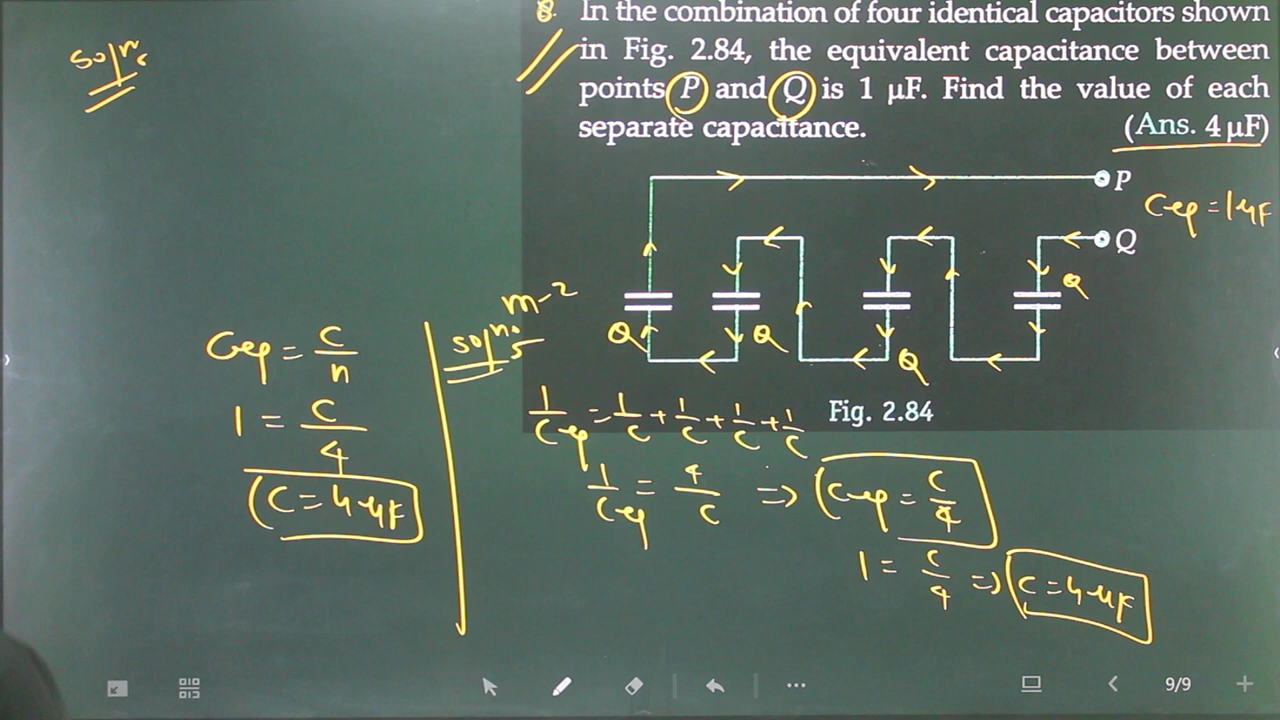 8. In the combination of four identical capacitors shown
in Fig. 2.84, the equivalent capacitance between
points P and Q is 1 μF. Find the value of each
separate capacitance. (Ans. 4 μF)
Soln.
P
Ceq = 1μF
Q
Q
m-2
Q
Q
Q
Fig. 2.84
Ceq = C/n
1 = C/4
C = 4μF
Soln.
1/Ceq = 1/C + 1/C + 1/C + 1/C
1/Ceq = 4/C => Ceq = C/4
1 = C/4 => C = 4μF
9/9